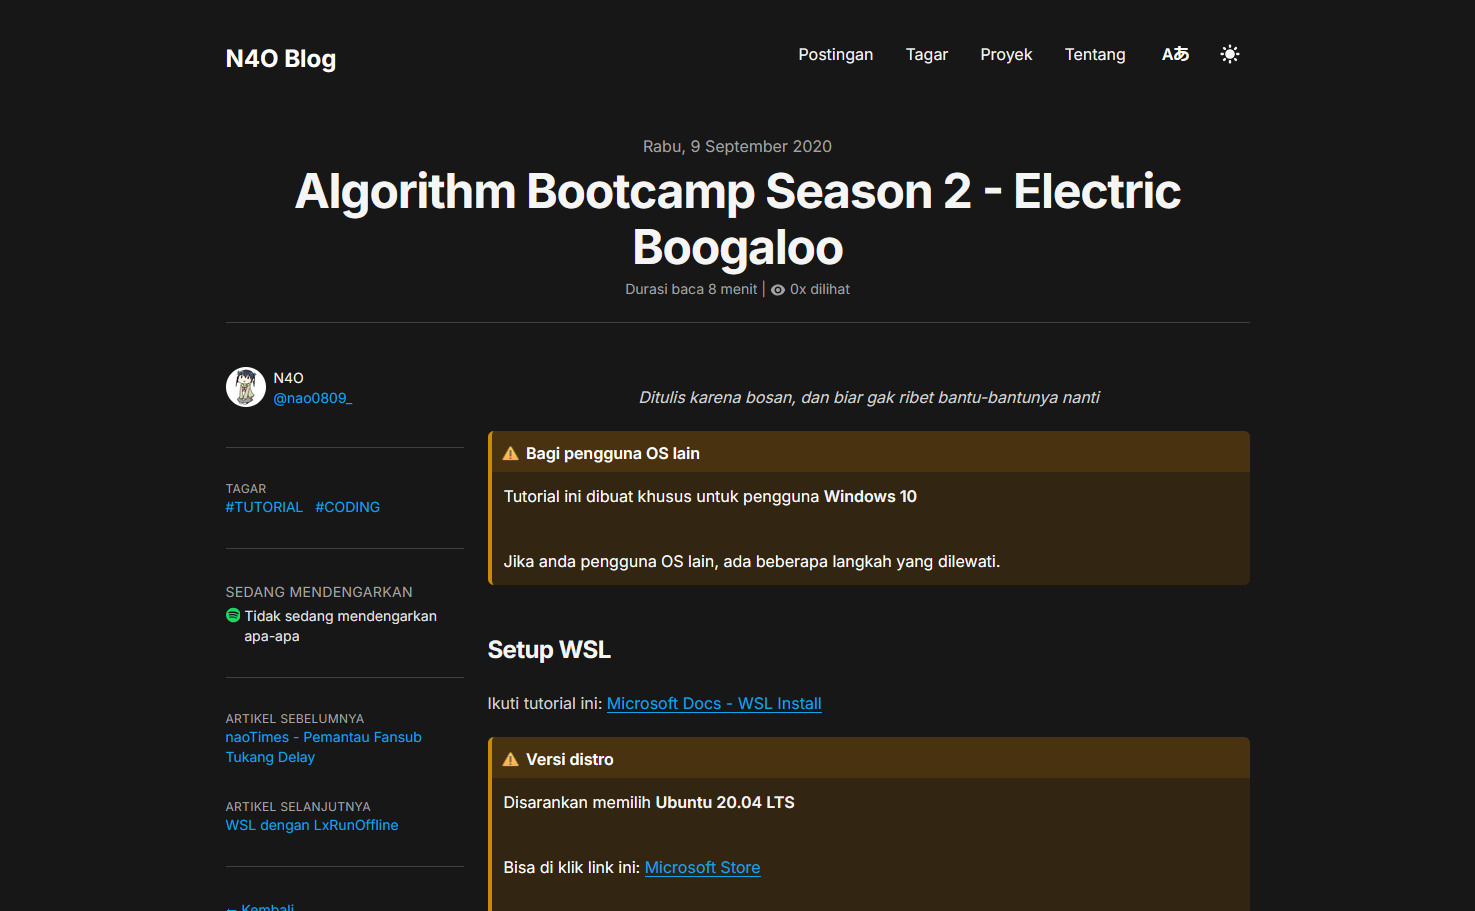 N4O Blog
Postingan
Tagar
Proyek
Tentang
Aあ
Rabu, 9 September 2020
Algorithm Bootcamp Season 2 - Electric
Boogaloo
Durasi baca 8 menit | 0x dilihat
N4O
@nao0809_
TAGAR
#TUTORIAL #CODING
SEDANG MENDENGARKAN
Tidak sedang mendengarkan
apa-apa
ARTIKEL SEBELUMNYA
naoTimes - Pemantau Fansub
Tukang Delay
ARTIKEL SELANJUTNYA
WSL dengan LxRunOffline
← Kembali
Ditulis karena bosan, dan biar gak ribet bantu-bantunya nanti
Bagi pengguna OS lain
Tutorial ini dibuat khusus untuk pengguna Windows 10
Jika anda pengguna OS lain, ada beberapa langkah yang dilewati.
Setup WSL
Ikuti tutorial ini: Microsoft Docs - WSL Install
Versi distro
Disarankan memilih Ubuntu 20.04 LTS
Bisa di klik link ini: Microsoft Store